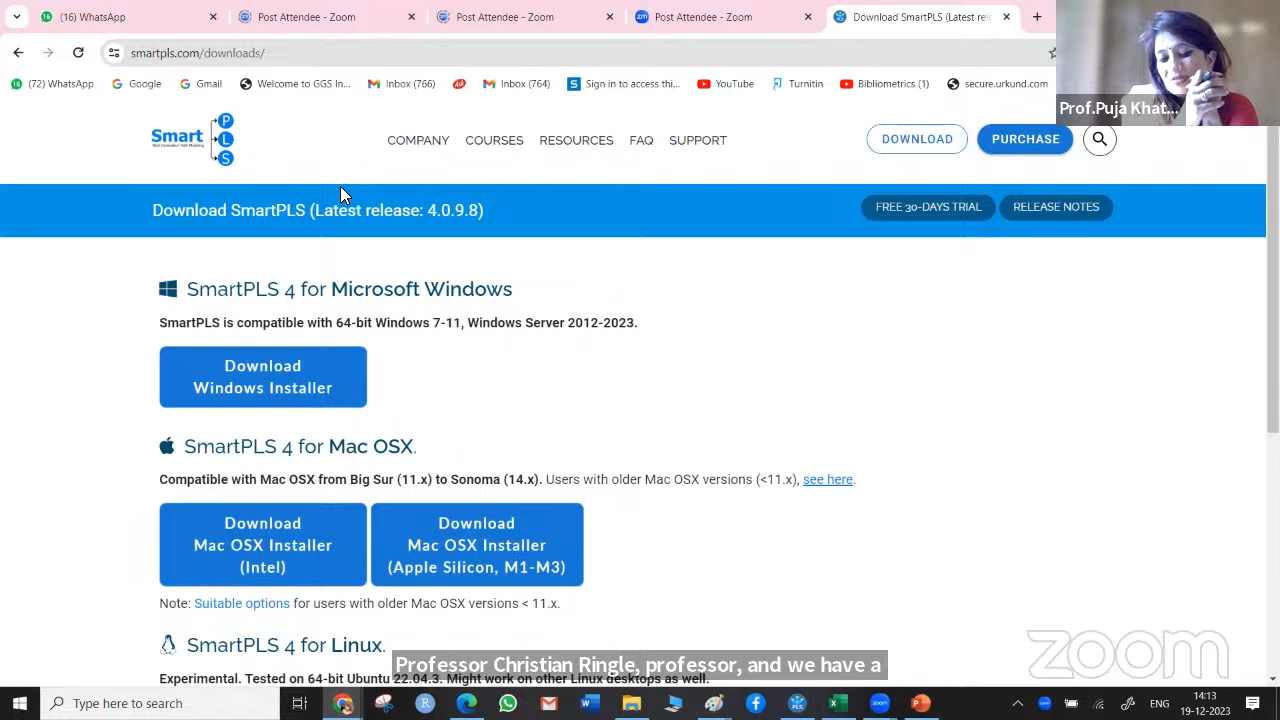 (16) WhatsApp
Post Attendee - Zoom
Post Attendee - Zoom
Post Attendee - Zoom
Download SmartPLS (Latest rel
smartpls.com/downloads/
(72) WhatsApp
Google
Gmail
Welcome to GGS In...
Inbox (766)
Inbox (764)
Sign in to access thi...
YouTube
Turnitin
Bibliometrics (1)
secure.urkund.com
Prof.Puja Khat...
Smart
P
L
S
COMPANY
COURSES
RESOURCES
FAQ
SUPPORT
DOWNLOAD
PURCHASE
Download SmartPLS (Latest release: 4.0.9.8)
FREE 30-DAYS TRIAL
RELEASE NOTES
SmartPLS 4 for Microsoft Windows
SmartPLS is compatible with 64-bit Windows 7-11, Windows Server 2012-2023.
Download
Windows Installer
SmartPLS 4 for Mac OSX.
Compatible with Mac OSX from Big Sur (11.x) to Sonoma (14.x). Users with older Mac OSX versions (<11.x), see here.
Download
Mac OSX Installer
(Intel)
Download
Mac OSX Installer
(Apple Silicon, M1-M3)
Note: Suitable options for users with older Mac OSX versions < 11.x.
SmartPLS 4 for Linux.
Professor Christian Ringle, professor, and we have a
Experimental. Tested on 64-bit Ubuntu 22.04.3. Might work on other Linux desktops as well.
zoom
Type here to search
ENG
14:13
19-12-2023